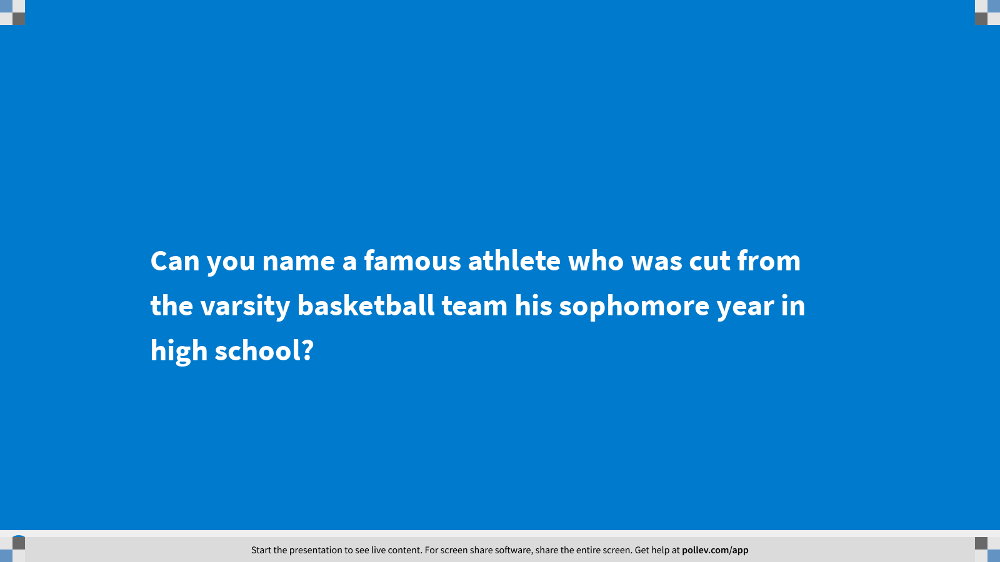 Can you name a famous athlete who was cut from
the varsity basketball team his sophomore year in
high school?
Start the presentation to see live content. For screen share software, share the entire screen. Get help at pollev.com/app